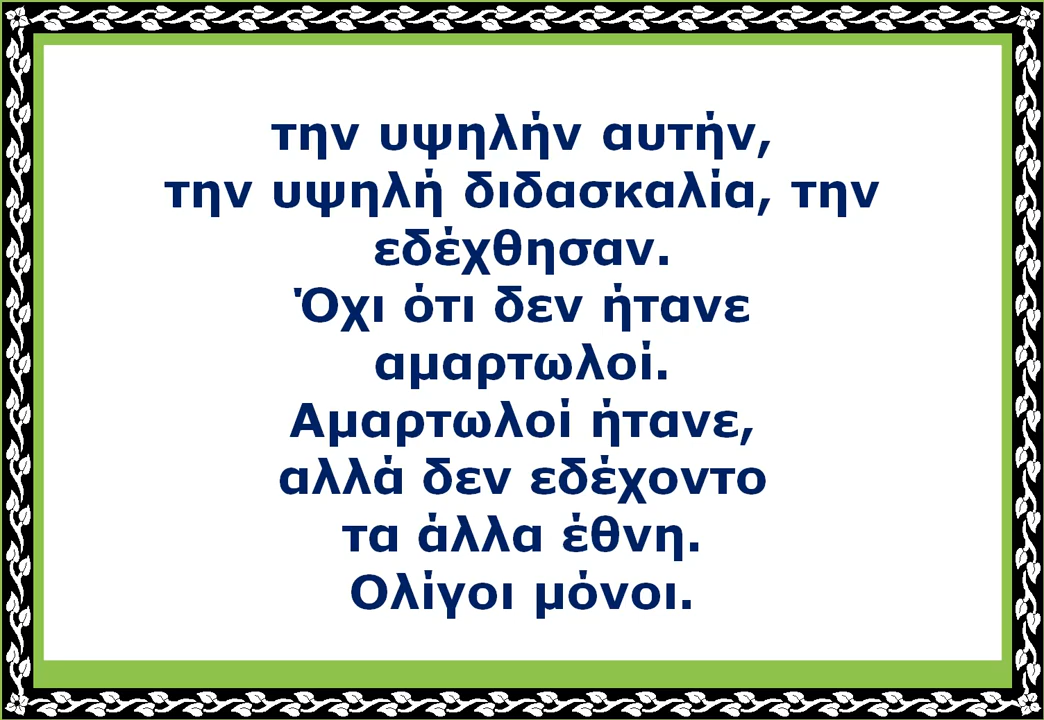 την υψηλήν αυτήν,
την υψηλή διδασκαλία, την
εδέχθησαν.
Όχι ότι δεν ήτανε
αμαρτωλοί.
Αμαρτωλοί ήτανε,
αλλά δεν εδέχοντο
τα άλλα έθνη.
Ολίγοι μόνοι.